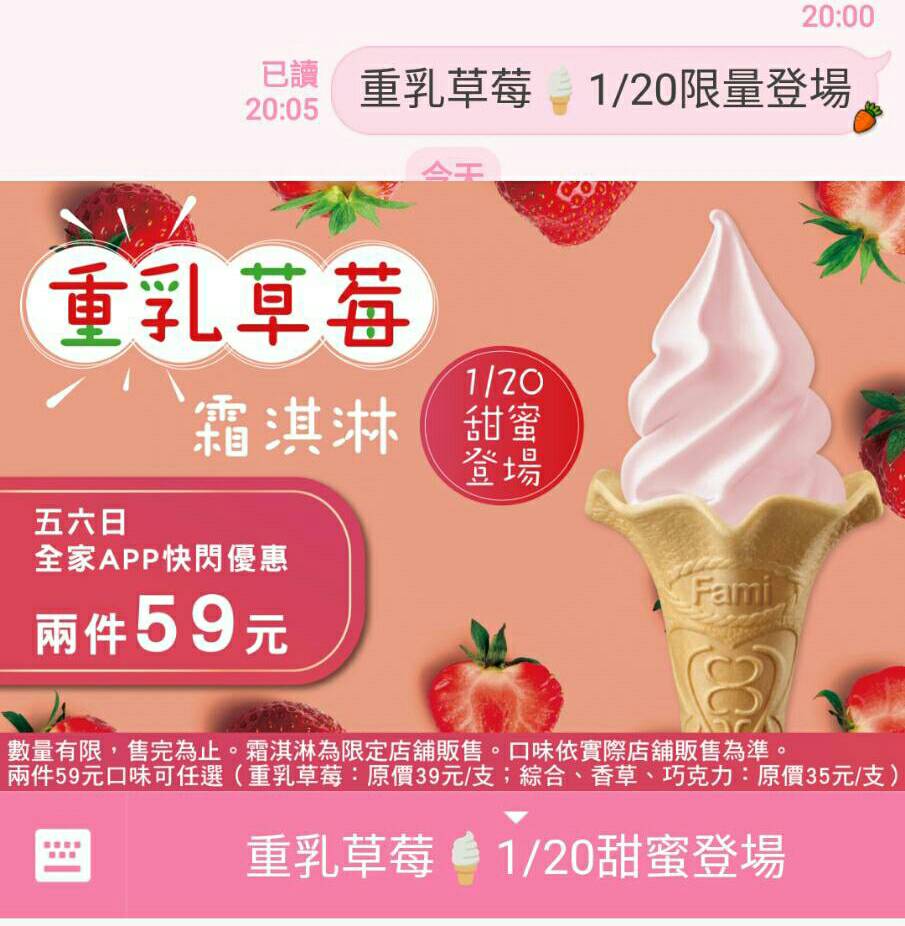 20:00
已讀
20:05
重乳草莓🍦1/20限量登場
今天
重乳草莓
霜淇淋
1/20
甜蜜
登場
五六日
全家APP快閃優惠
兩件59元
Fami
數量有限，售完為止。霜淇淋為限定店舖販售。口味依實際店舖販售為準。
兩件59元口味可任選（重乳草莓：原價39元/支；綜合、香草、巧克力：原價35元/支）
重乳草莓🍦1/20甜蜜登場